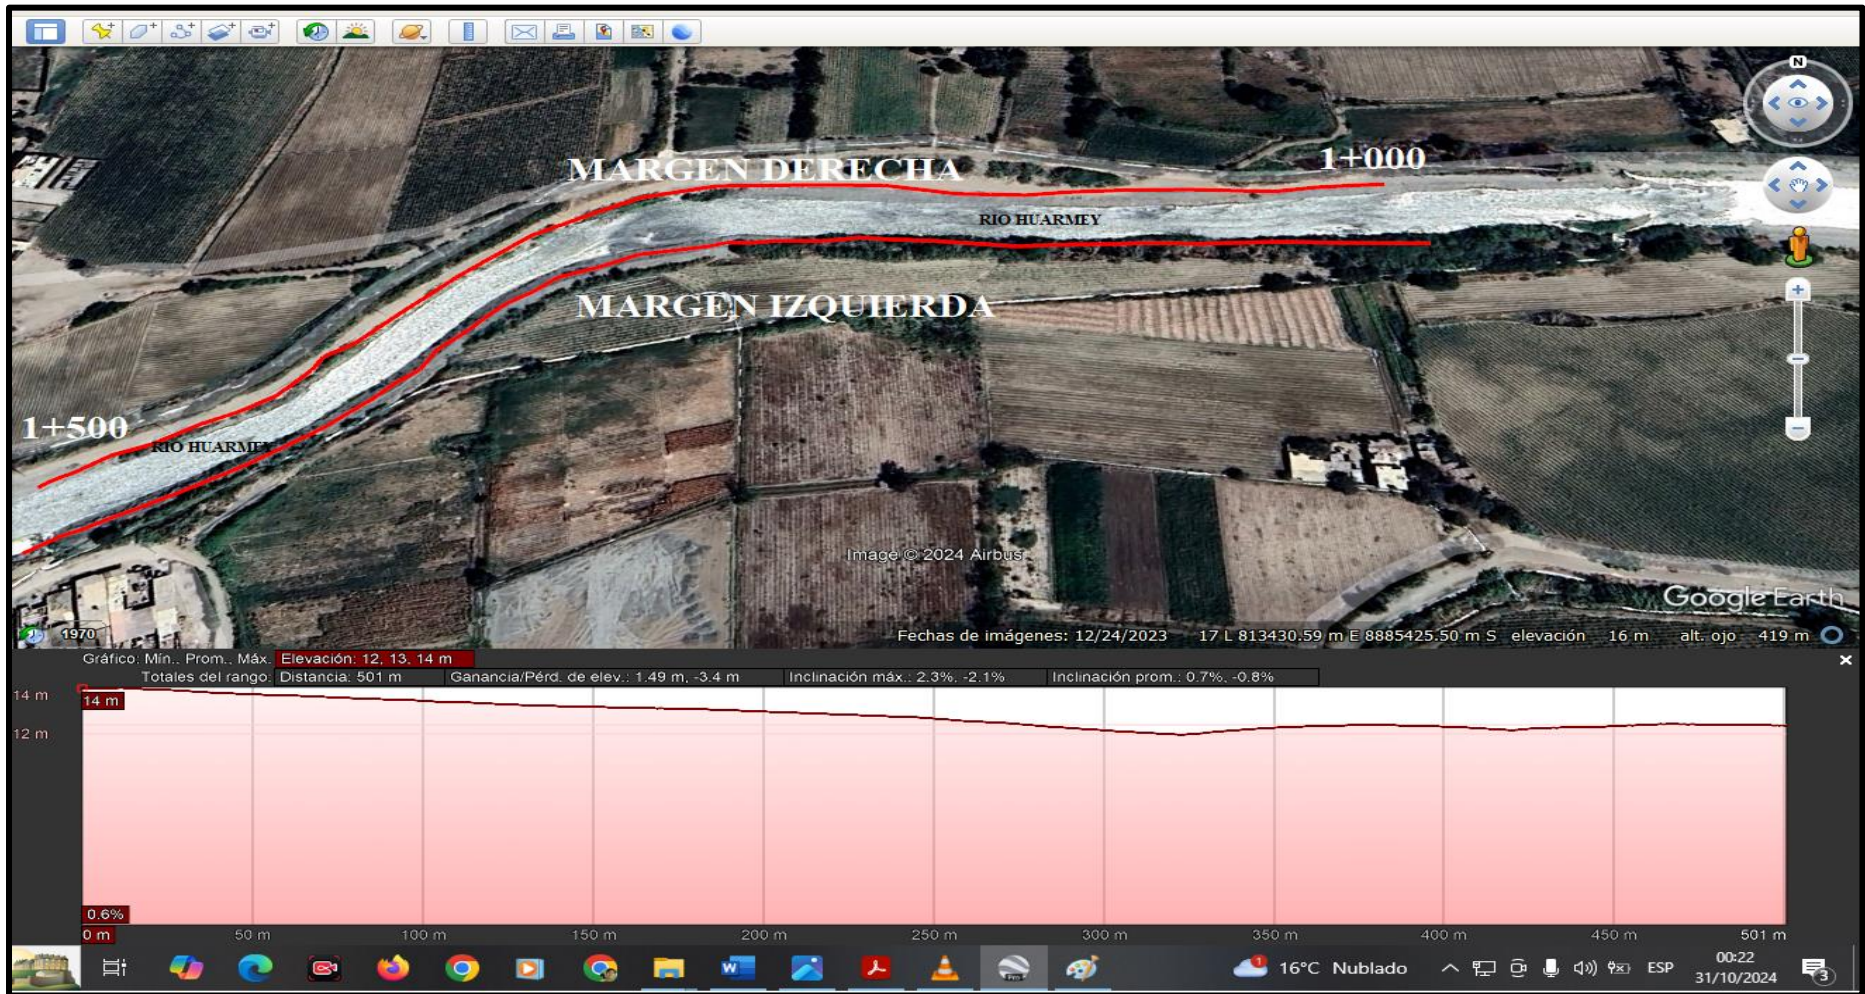 N
MARGEN DERECHA
1+000
RIO HUARMEY
MARGEN IZQUIERDA
1+500
RIO HUARMEY
Image © 2024 Airbus
Google Earth
1970
Fechas de imágenes: 12/24/2023 17 L 813430.59 m E 8885425.50 m S elevación 16 m alt. ojo 419 m
Gráfico: Mín., Prom., Máx. Elevación: 12, 13, 14 m
Totales del rango: Distancia: 501 m Ganancia/Pérd. de elev.: 1.49 m, -3.4 m Inclinación máx.: 2.3%, -2.1% Inclinación prom.: 0.7%, -0.8%
14 m
14 m
12 m
0.6%
0 m 50 m 100 m 150 m 200 m 250 m 300 m 350 m 400 m 450 m 501 m
1 16°C Nublado ESP 00:22
31/10/2024 3